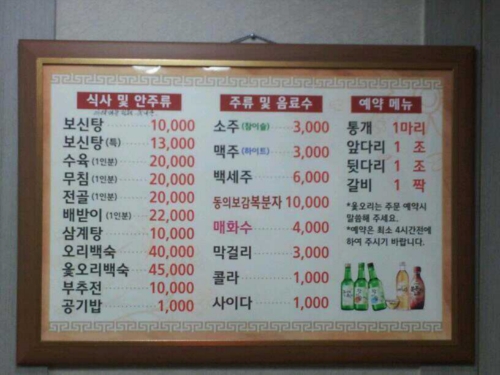 식사 및 안주류
보신탕 10,000
보신탕(특) 13,000
수육(1인분) 20,000
무침(1인분) 20,000
전골(1인분) 20,000
배받이(1인분) 22,000
삼계탕 10,000
오리백숙 40,000
옻오리백숙 45,000
부추전 10,000
공기밥 1,000
주류 및 음료수
소주(참이슬) 3,000
맥주(하이트) 3,000
백세주 6,000
동의보감복분자 10,000
매화수 4,000
막걸리 3,000
콜라 1,000
사이다 1,000
예약 메뉴
통개 1마리
앞다리 1 조
뒷다리 1 조
갈비 1 짝
*옻오리는 주문 예약시
말씀해 주세요.
*예약은 최소 4시간전에
하여 주시기 바랍니다.